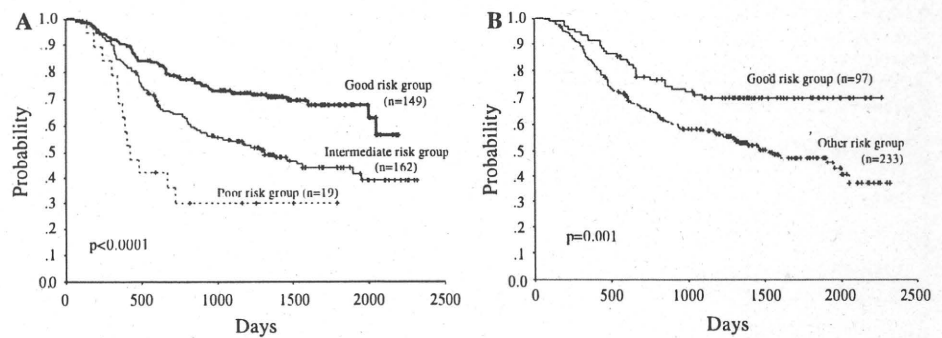 A
Probability
1.0
.9
.8
.7
.6
.5
.4
.3
.2
.1
0.0
Good risk group
(n=149)
Intermediate risk group
(n=162)
Poor risk group (n=19)
p<0.0001
0
500
1000
1500
2000
2500
Days
B
Probability
1.0
.9
.8
.7
.6
.5
.4
.3
.2
.1
0.0
Good risk group (n=97)
Other risk group
(n=233)
p=0.001
0
500
1000
1500
2000
2500
Days